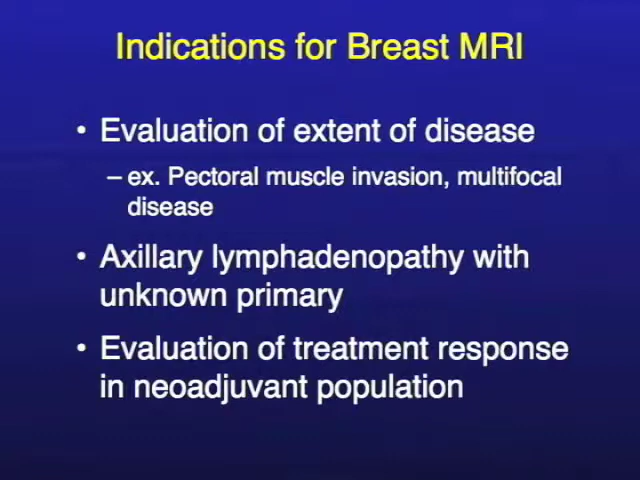 Indications for Breast MRI
• Evaluation of extent of disease
– ex. Pectoral muscle invasion, multifocal
disease
• Axillary lymphadenopathy with
unknown primary
• Evaluation of treatment response
in neoadjuvant population